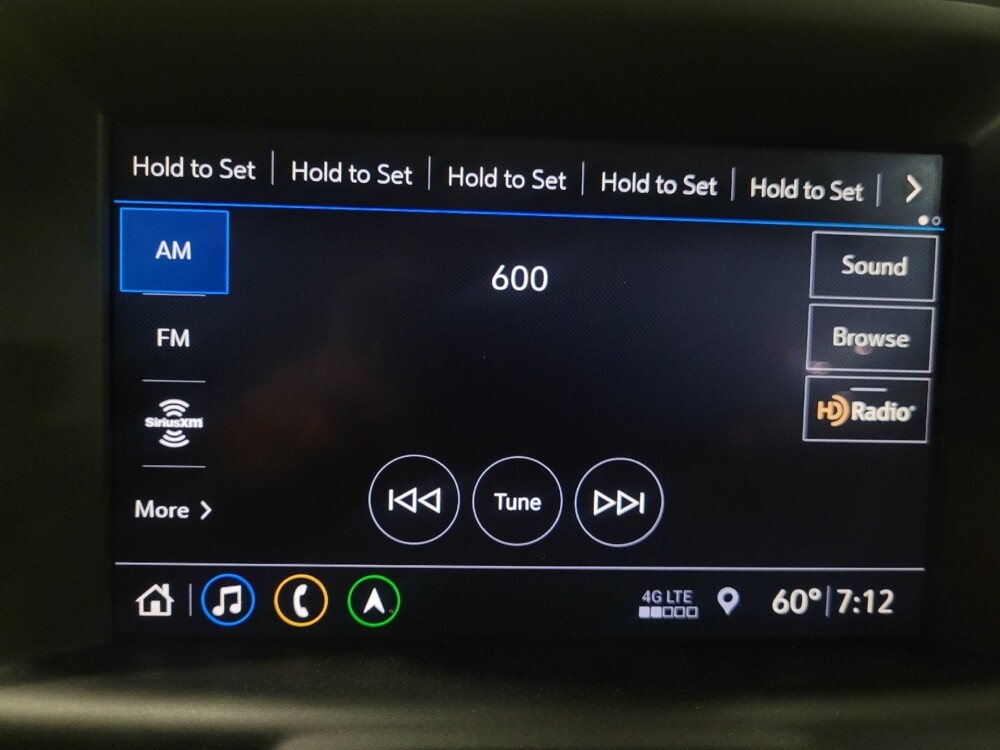 Hold to Set Hold to Set Hold to Set Hold to Set Hold to Set
AM
600
Sound
FM
Browse
SiriusXM
HD Radio
More
Tune
4G LTE 60° 7:12